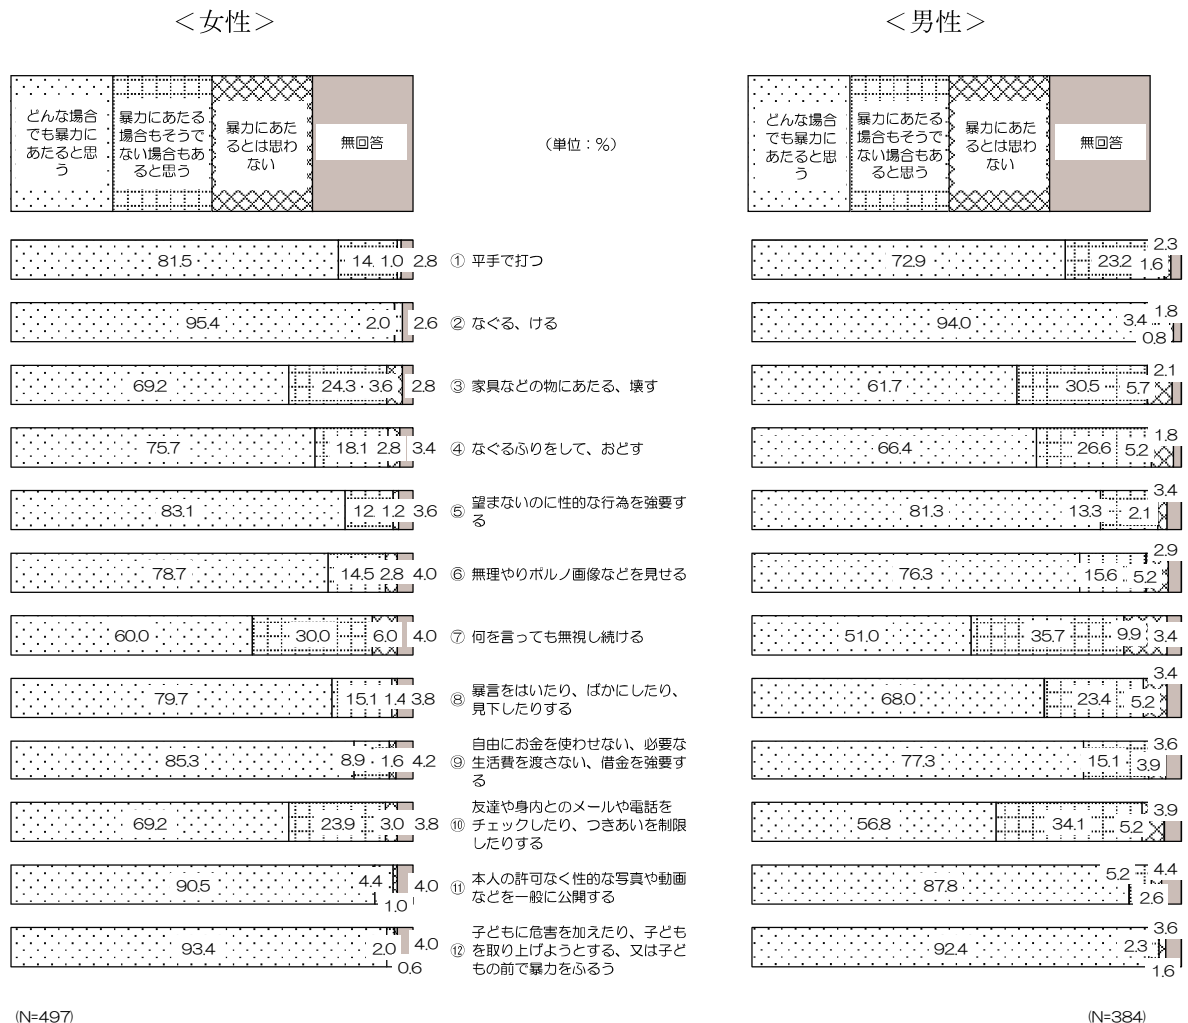 ＜女性＞
＜男性＞
どんな場合
でも暴力に
あたると思
う
暴力にあたる
場合もそうで
ない場合もあ
ると思う
暴力にあた
るとは思わ
ない
無回答
（単位：％）
どんな場合
でも暴力に
あたると思
う
暴力にあたる
場合もそうで
ない場合もあ
ると思う
暴力にあた
るとは思わ
ない
無回答
81.5 14. 1.0 2.8 ① 平手で打つ 72.9 23.2 1.6 2.3
95.4 2.0 2.6 ② なぐる、ける 94.0 3.4 0.8 1.8
69.2 24.3 3.6 2.8 ③ 家具などの物にあたる、壊す 61.7 30.5 5.7 2.1
75.7 18.1 2.8 3.4 ④ なぐるふりをして、おどす 66.4 26.6 5.2 1.8
83.1 12. 1.2 3.6 ⑤ 望まないのに性的な行為を強要す
る
81.3 13.3 2.1 3.4
78.7 14.5 2.8 4.0 ⑥ 無理やりポルノ画像などを見せる 76.3 15.6 5.2 2.9
60.0 30.0 6.0 4.0 ⑦ 何を言っても無視し続ける 51.0 35.7 9.9 3.4
79.7 15.1 1.4 3.8 ⑧ 暴言をはいたり、ばかにしたり、
見下したりする
68.0 23.4 5.2 3.4
85.3 8.9 1.6 4.2 ⑨ 自由にお金を使わせない、必要な
生活費を渡さない、借金を強要す
る
77.3 15.1 3.9 3.6
69.2 23.9 3.0 3.8 ⑩ 友達や身内とのメールや電話を
チェックしたり、つきあいを制限
したりする
56.8 34.1 5.2 3.9
90.5 4.4 1.0 4.0 ⑪ 本人の許可なく性的な写真や動画
などを一般に公開する
87.8 5.2 2.6 4.4
93.4 2.0 0.6 4.0 ⑫ 子どもに危害を加えたり、子ども
を取り上げようとする、又は子ど
もの前で暴力をふるう
92.4 2.3 1.6 3.6
(N=497)
(N=384)